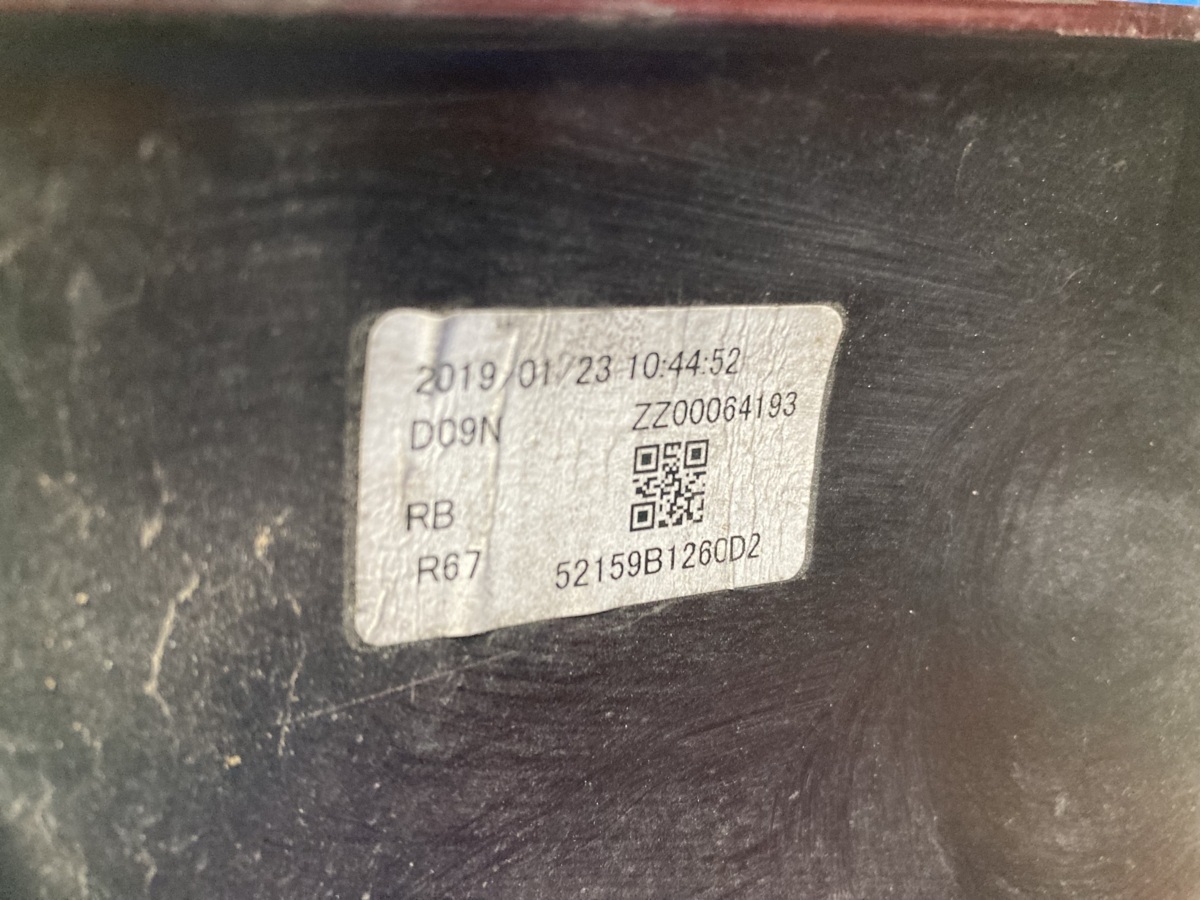 2019/01/23 10:44:52
D09N ZZ00064193
RB
R67 52159B1260D2